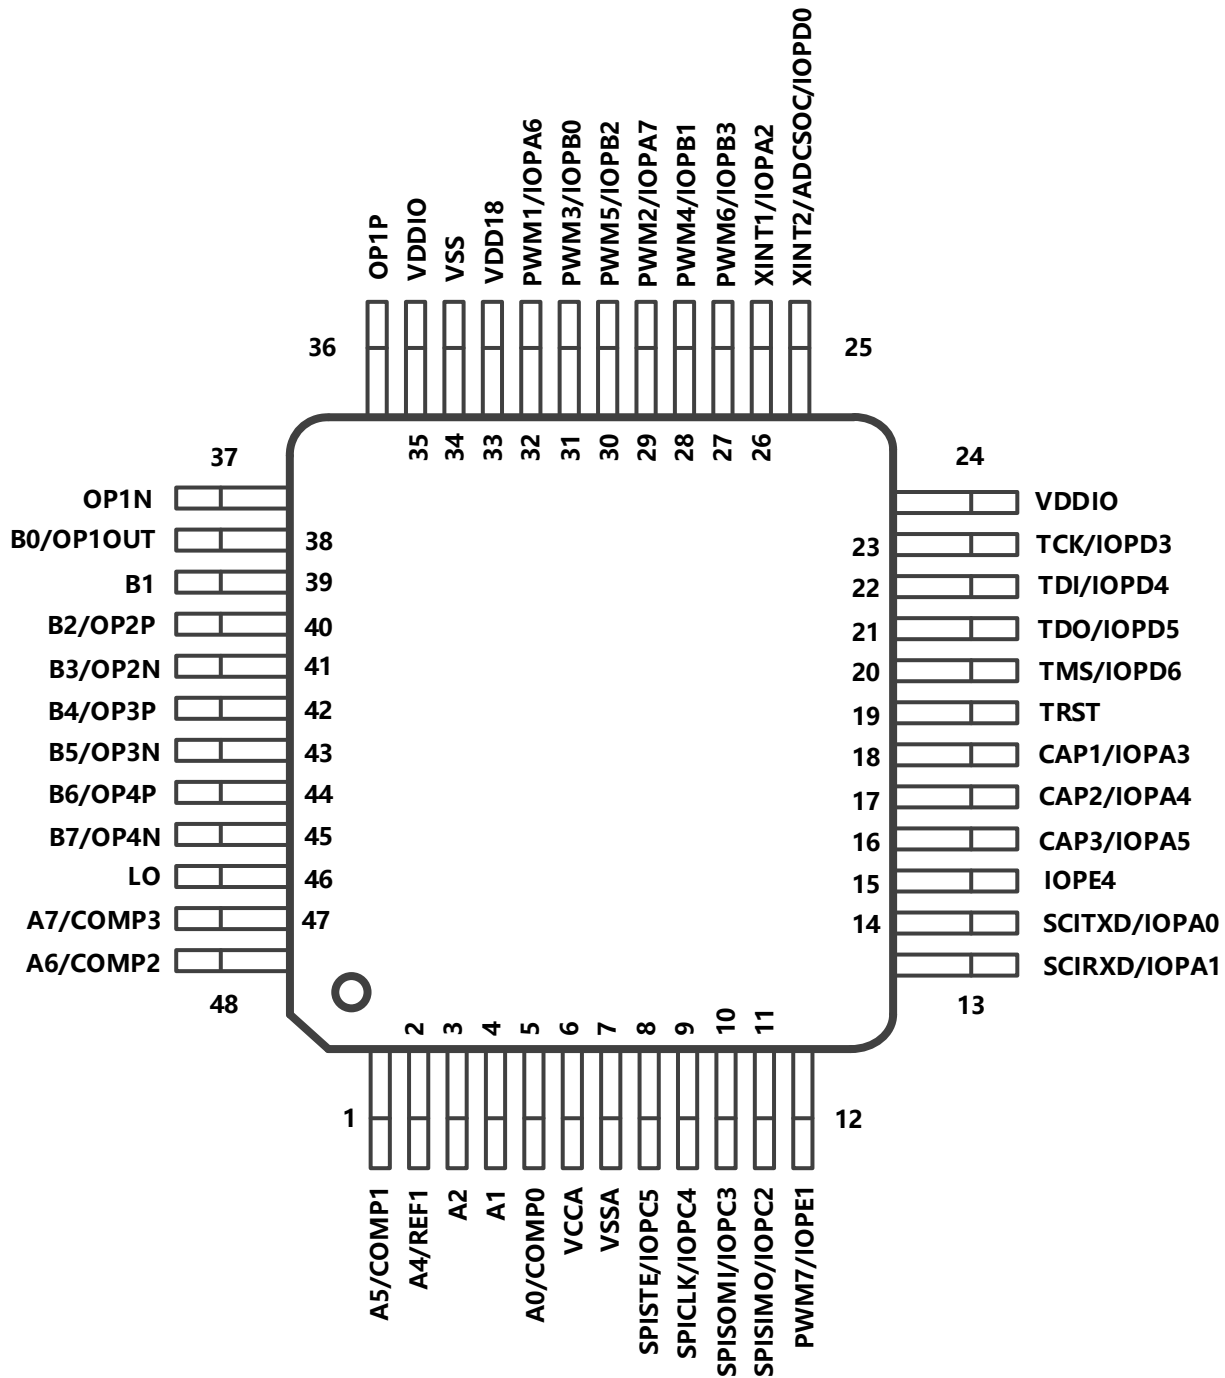 OP1P
VDDIO
VSS
VDD18
PWM1/IOPA6
PWM3/IOPB0
PWM5/IOPB2
PWM2/IOPA7
PWM4/IOPB1
PWM6/IOPB3
XINT1/IOPA2
XINT2/ADCSOC/IOPD0
36
25
35
34
33
32
31
30
29
28
27
26
37
24
OP1N
VDDIO
B0/OP1OUT
38
23
TCK/IOPD3
B1
39
22
TDI/IOPD4
B2/OP2P
40
21
TDO/IOPD5
B3/OP2N
41
20
TMS/IOPD6
B4/OP3P
42
19
TRST
B5/OP3N
43
18
CAP1/IOPA3
B6/OP4P
44
17
CAP2/IOPA4
B7/OP4N
45
16
CAP3/IOPA5
LO
46
15
IOPE4
A7/COMP3
47
14
SCITXD/IOPA0
A6/COMP2
SCIRXD/IOPA1
48
13
2
3
4
5
6
7
8
9
10
11
1
12
A5/COMP1
A4/REF1
A2
A1
A0/COMP0
VCCA
VSSA
SPISTE/IOPC5
SPICLK/IOPC4
SPISOMI/IOPC3
SPISIMO/IOPC2
PWM7/IOPE1